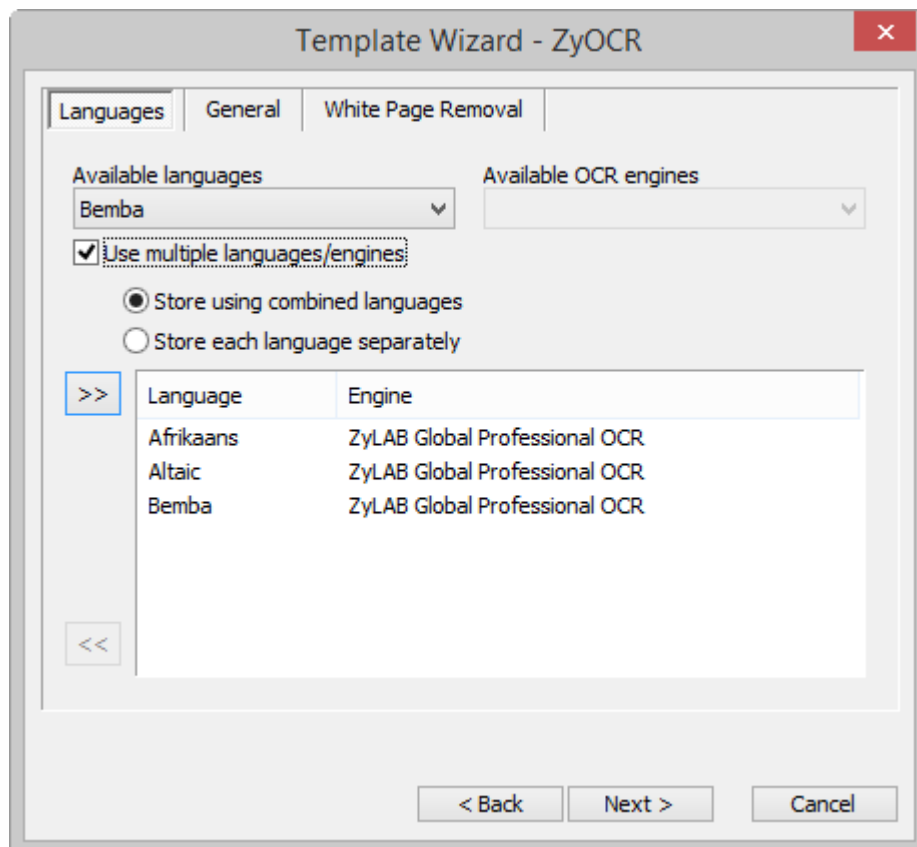 Template Wizard - ZyOCR
Languages General White Page Removal
Available languages Available OCR engines
Bemba
Use multiple languages/engines
Store using combined languages
Store each language separately
>> Language Engine
Afrikaans ZyLAB Global Professional OCR
Altaic ZyLAB Global Professional OCR
Bemba ZyLAB Global Professional OCR
<<
< Back Next > Cancel